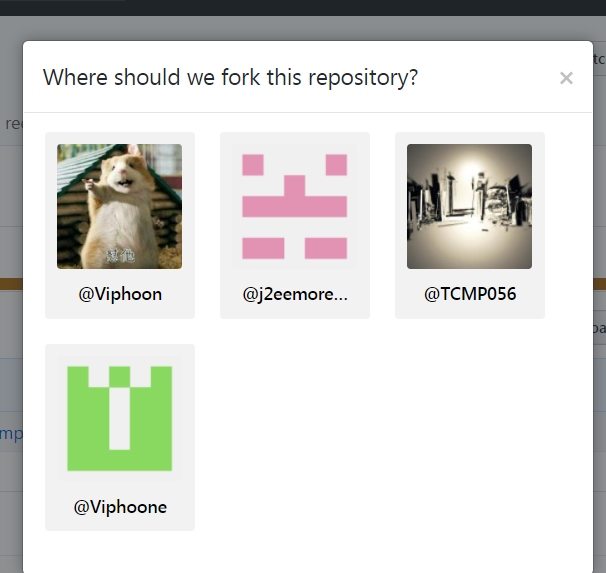 Where should we fork this repository?
×
@Viphoon
@j2eemore...
@TCMP056
@Viphoone